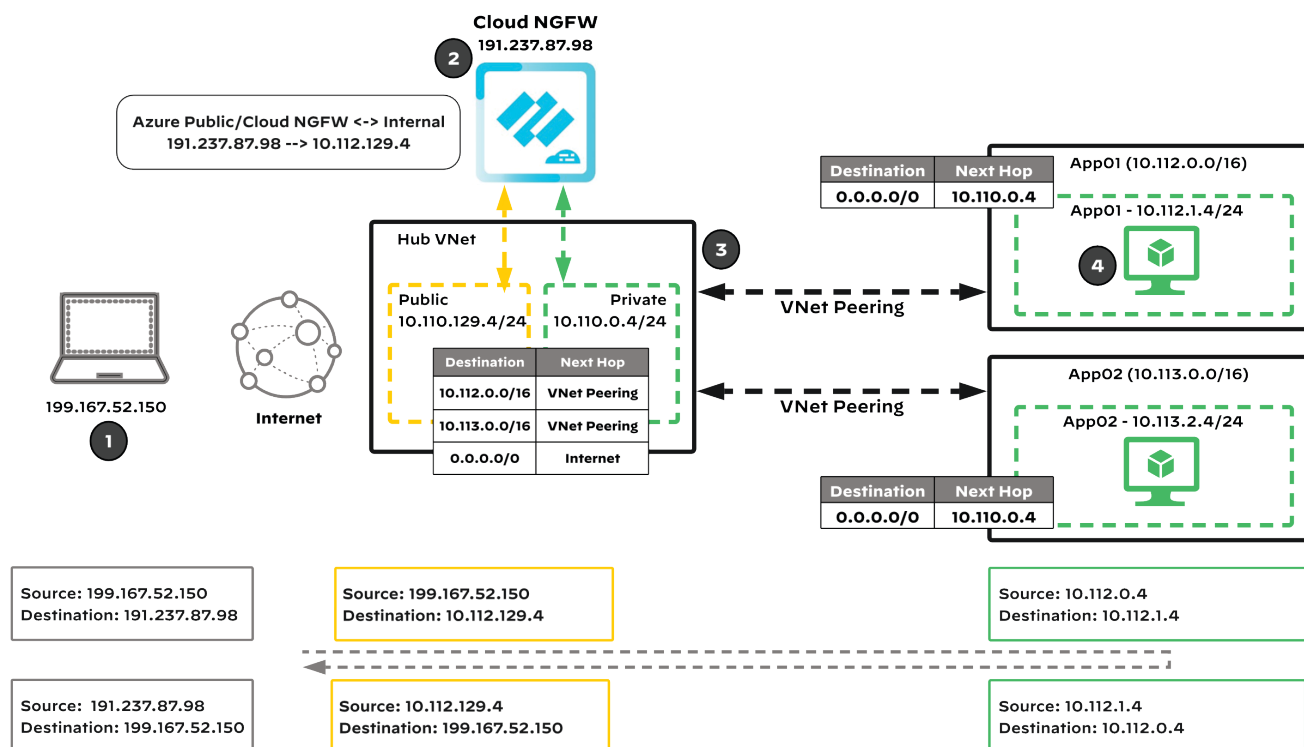 Cloud NGFW
191.237.87.98
2
Azure Public/Cloud NGFW <-> Internal
191.237.87.98 --> 10.112.129.4
Hub VNet
3
Public
10.110.129.4/24
Private
10.110.0.4/24
Destination Next Hop
10.112.0.0/16 VNet Peering
10.113.0.0/16 VNet Peering
0.0.0.0/0 Internet
199.167.52.150
1
Internet
VNet Peering
VNet Peering
App01 (10.112.0.0/16)
Destination Next Hop
0.0.0.0/0 10.110.0.4
App01 - 10.112.1.4/24
4
App02 (10.113.0.0/16)
App02 - 10.113.2.4/24
Destination Next Hop
0.0.0.0/0 10.110.0.4
Source: 199.167.52.150
Destination: 191.237.87.98
Source: 199.167.52.150
Destination: 10.112.129.4
Source: 10.112.0.4
Destination: 10.112.1.4
Source: 191.237.87.98
Destination: 199.167.52.150
Source: 10.112.129.4
Destination: 199.167.52.150
Source: 10.112.1.4
Destination: 10.112.0.4